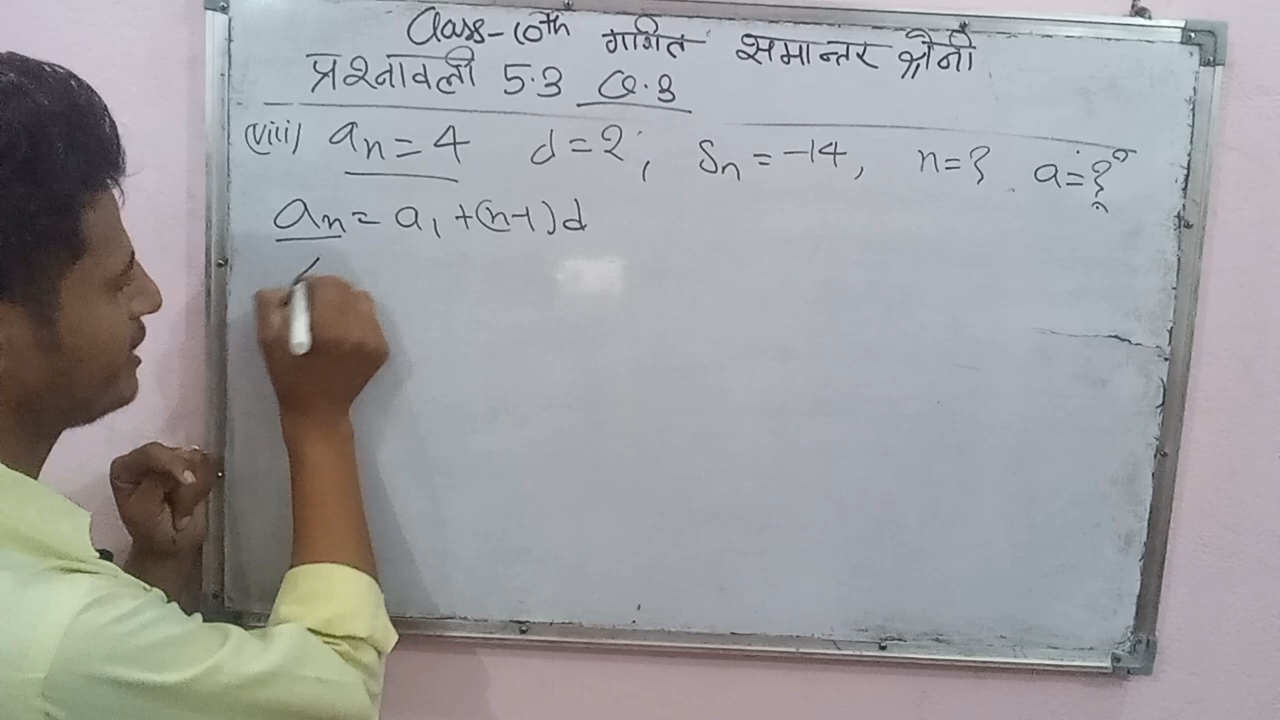 Class-10th गणित समान्तर श्रेनी
प्रश्नावली 5.3 Q.3
(viii) an=4 d=2, Sn=-14, n=? a=?
an=a1+(n-1)d